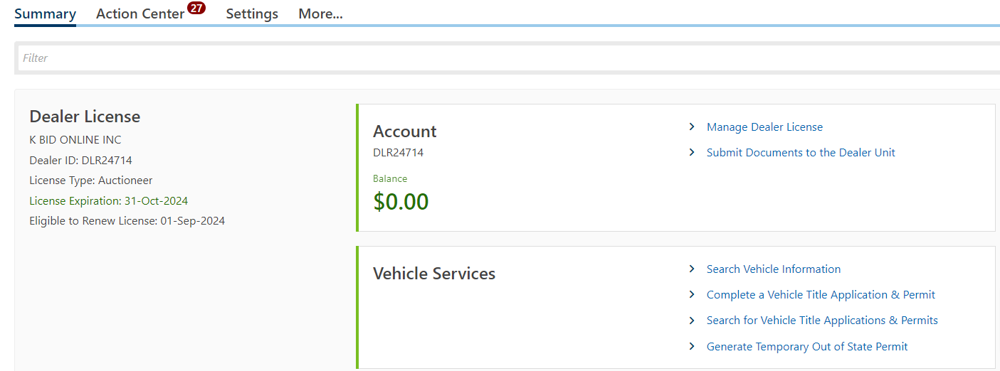 Summary
Action Center 27
Settings
More...
Filter
Dealer License
K BID ONLINE INC
Dealer ID: DLR24714
License Type: Auctioneer
License Expiration: 31-Oct-2024
Eligible to Renew License: 01-Sep-2024
Account
DLR24714
Balance
$0.00
Manage Dealer License
Submit Documents to the Dealer Unit
Vehicle Services
Search Vehicle Information
Complete a Vehicle Title Application & Permit
Search for Vehicle Title Applications & Permits
Generate Temporary Out of State Permit